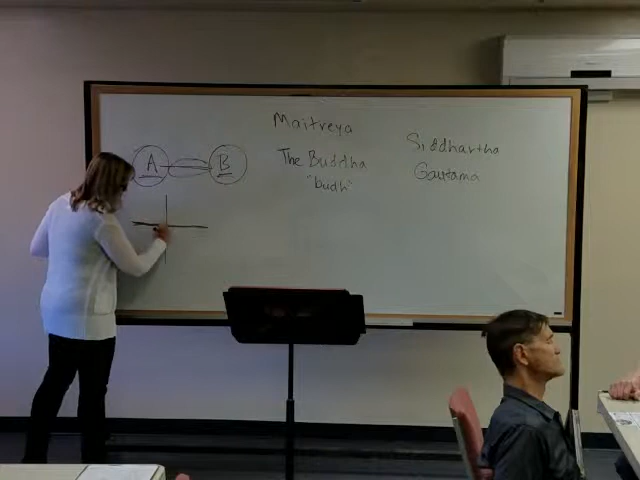 Maitreya
A B
The Buddha
"budh"
Siddhartha
Gautama